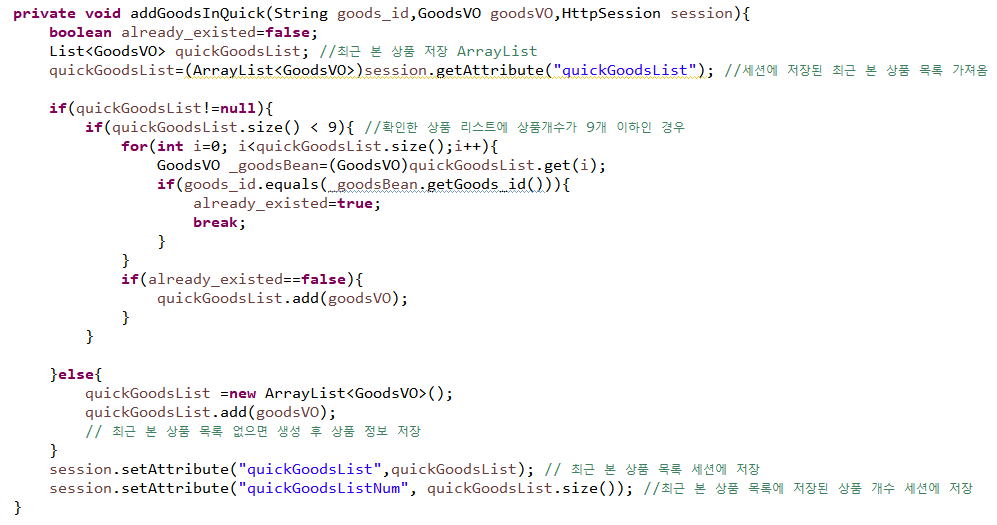 private void addGoodsInQuick(String goods_id,GoodsVO goodsVO,HttpSession session){
boolean already_existed=false;
List<GoodsVO> quickGoodsList; //최근 본 상품 저장 ArrayList
quickGoodsList=(ArrayList<GoodsVO>)session.getAttribute("quickGoodsList"); //세션에 저장된 최근 본 상품 목록 가져옴
if(quickGoodsList!=null){
if(quickGoodsList.size() < 9){ //확인한 상품 리스트에 상품개수가 9개 이하인 경우
for(int i=0; i<quickGoodsList.size();i++){
GoodsVO _goodsBean=(GoodsVO)quickGoodsList.get(i);
if(goods_id.equals(_goodsBean.getGoods_id())){
already_existed=true;
break;
}
}
if(already_existed==false){
quickGoodsList.add(goodsVO);
}
}
}else{
quickGoodsList =new ArrayList<GoodsVO>();
quickGoodsList.add(goodsVO);
// 최근 본 상품 목록 없으면 생성 후 상품 정보 저장
}
session.setAttribute("quickGoodsList",quickGoodsList); // 최근 본 상품 목록 세션에 저장
session.setAttribute("quickGoodsListNum", quickGoodsList.size()); //최근 본 상품 목록에 저장된 상품 개수 세션에 저장
}